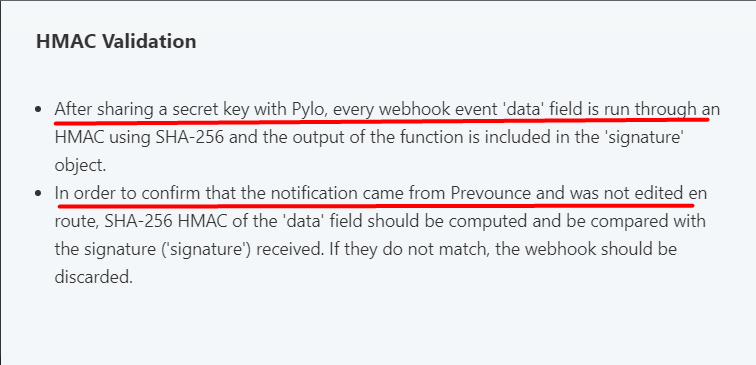 HMAC Validation
• After sharing a secret key with Pylo, every webhook event 'data' field is run through an
HMAC using SHA-256 and the output of the function is included in the 'signature'
object.
• In order to confirm that the notification came from Prevounce and was not edited en
route, SHA-256 HMAC of the 'data' field should be computed and be compared with
the signature ('signature') received. If they do not match, the webhook should be
discarded.